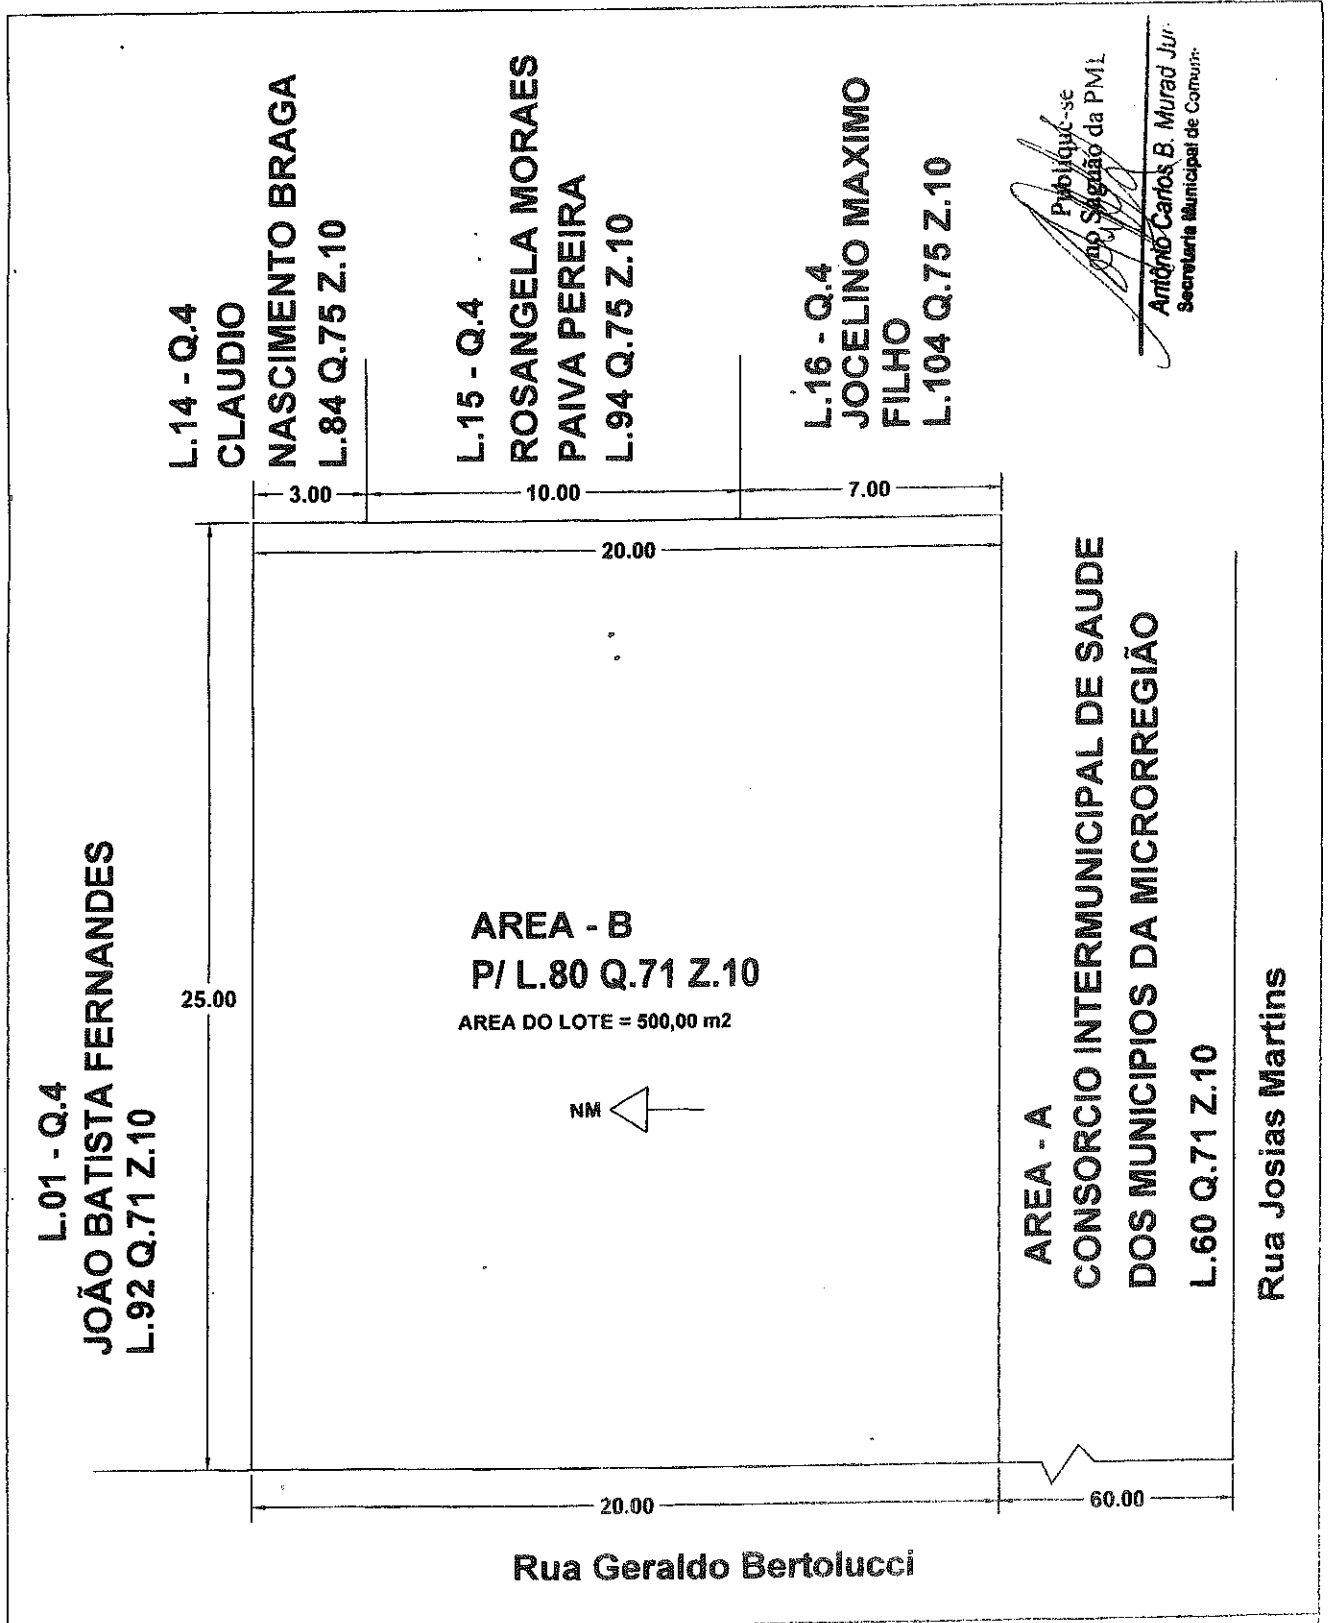 L.01 - Q.4
JOÃO BATISTA FERNANDES
L.92 Q.71 Z.10
25.00
L.14 - Q.4
CLAUDIO
NASCIMENTO BRAGA
L.84 Q.75 Z.10
L.15 - Q.4
ROSANGELA MORAES
PAIVA PEREIRA
L.94 Q.75 Z.10
L.16 - Q.4
JOCELINO MAXIMO
FILHO
L.104 Q.75 Z.10
3.00
10.00
7.00
20.00
AREA - B
P/ L.80 Q.71 Z.10
AREA DO LOTE = 500,00 m2
NM
AREA - A
CONSORCIO INTERMUNICIPAL DE SAUDE
DOS MUNICIPIOS DA MICRORREGIÃO
L.60 Q.71 Z.10
Rua Josias Martins
20.00
60.00
Rua Geraldo Bertolucci
Publique-se
no Saguão da PML
Antônio Carlos B. Murad Jur
Secretaria Municipal de Comuni